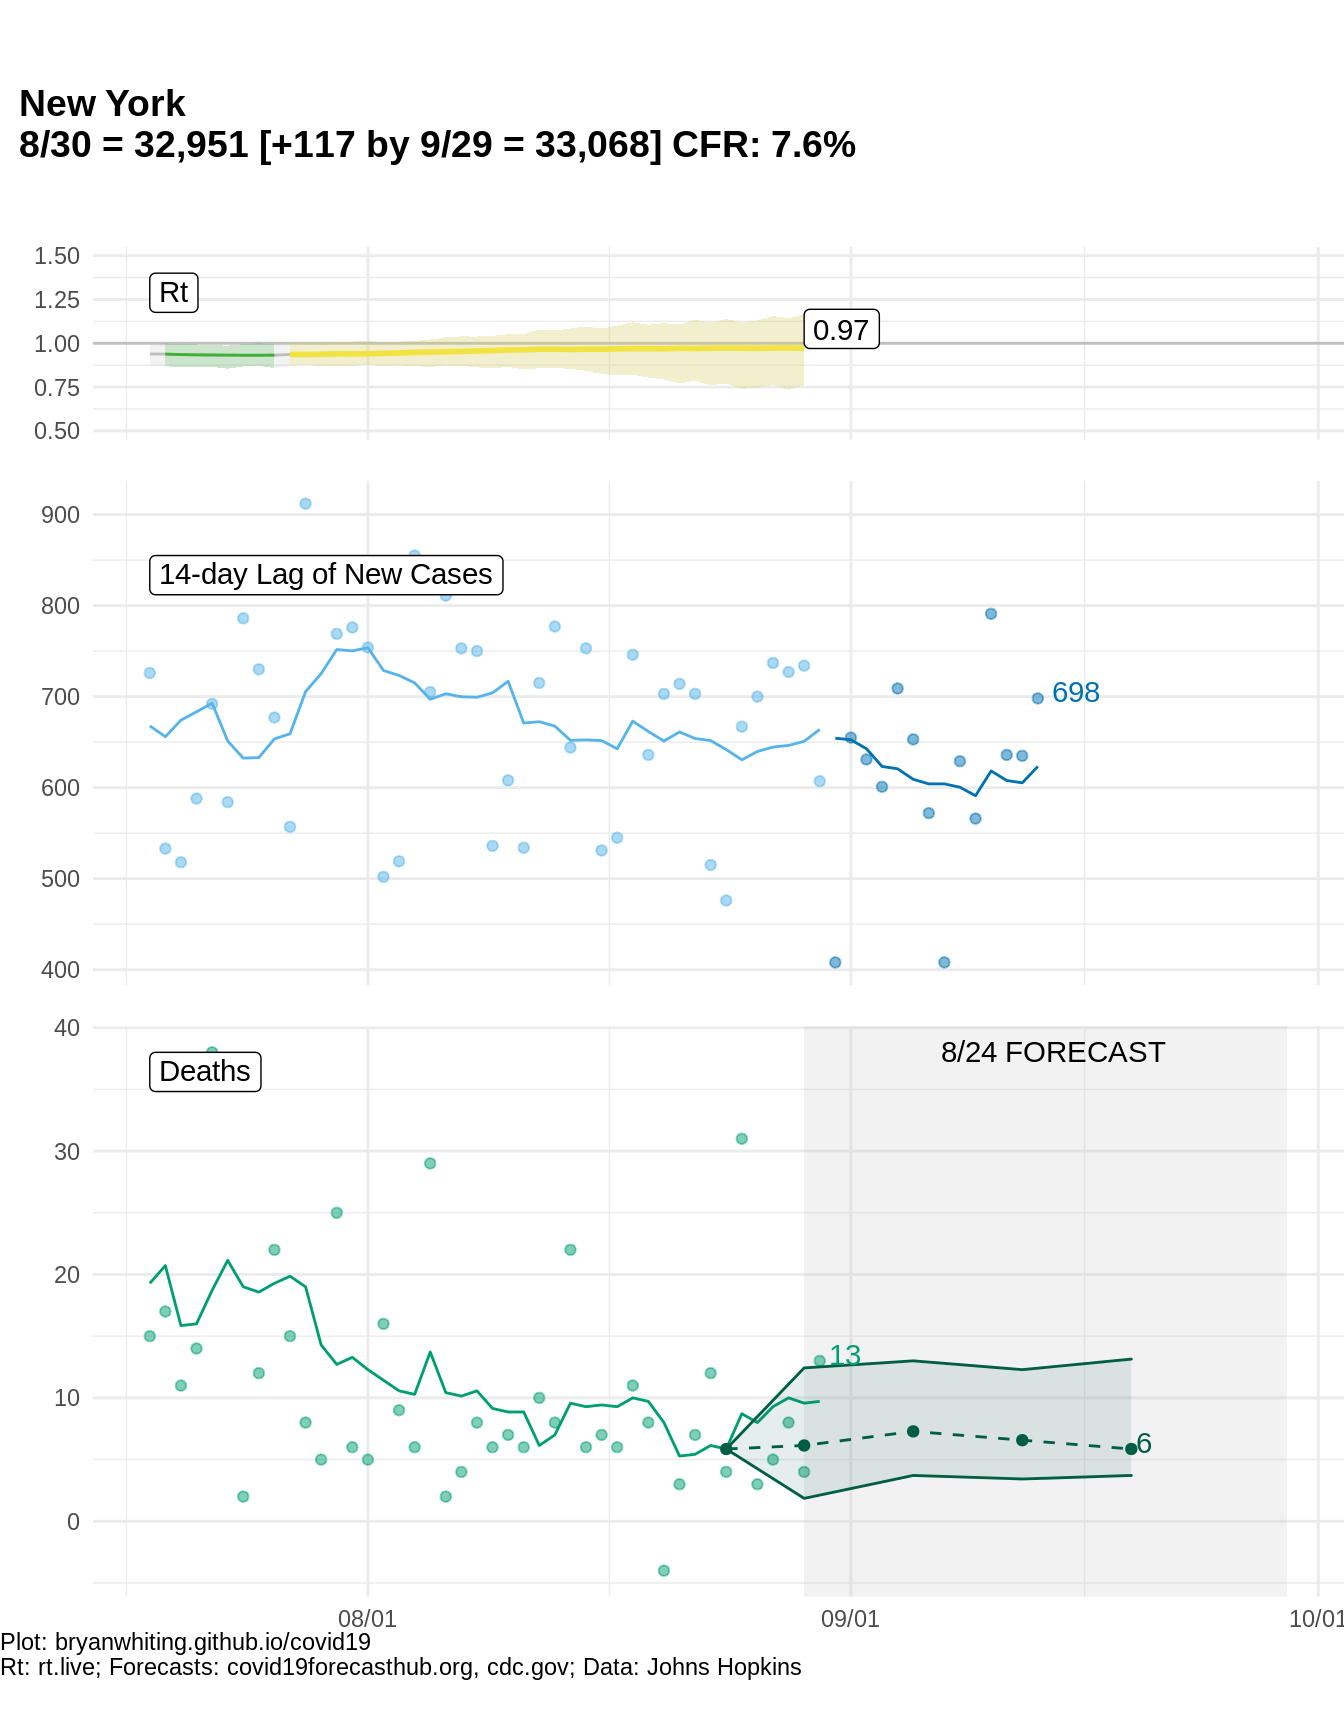 New York
8/30 = 32,951 [+117 by 9/29 = 33,068] CFR: 7.6%
1.50
1.25
1.00
0.75
0.50
Rt
0.97
900
800
700
600
500
400
14-day Lag of New Cases
698
40
30
20
10
0
Deaths
8/24 FORECAST
13
6
08/01
09/01
10/01
Plot: bryanwhiting.github.io/covid19
Rt: rt.live; Forecasts: covid19forecasthub.org, cdc.gov; Data: Johns Hopkins